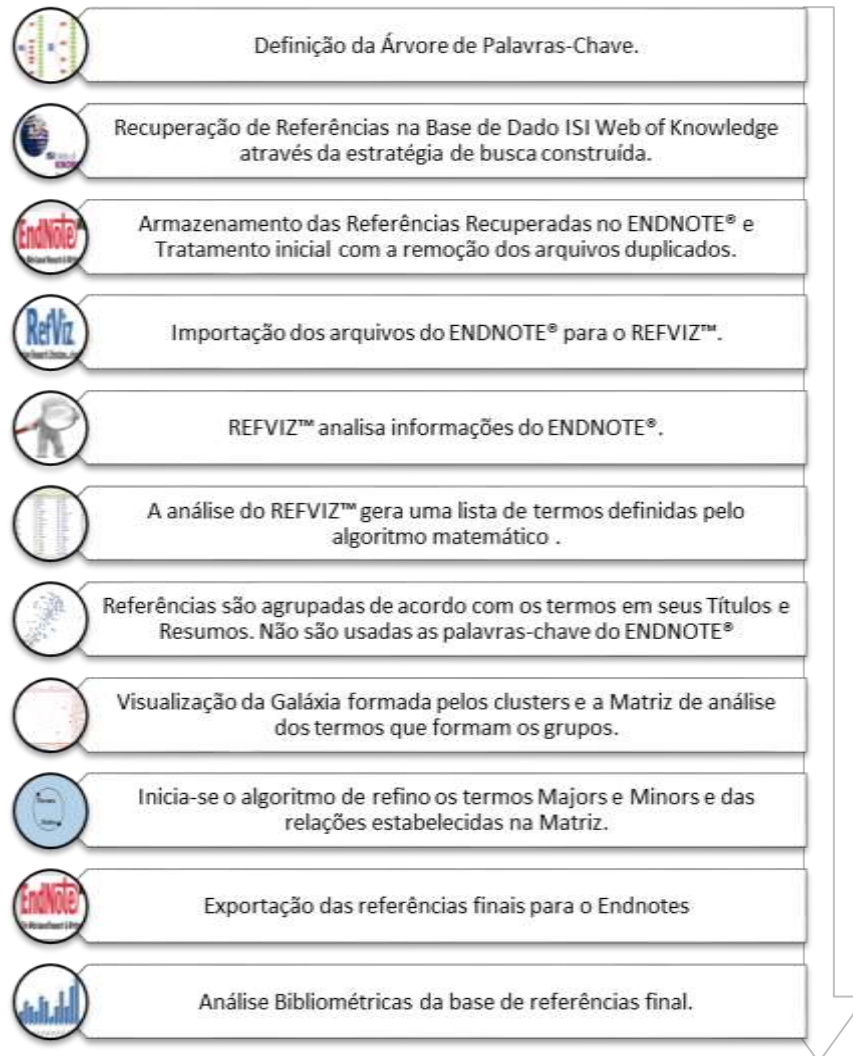 Definição da Árvore de Palavras-Chave.
Recuperação de Referências na Base de Dado ISI Web of Knowledge
através da estratégia de busca construída.
EndNote
Armazenamento das Referências Recuperadas no ENDNOTE® e
Tratamento inicial com a remoção dos arquivos duplicados.
RefViz
Importação dos arquivos do ENDNOTE® para o REFVIZ™.
REFVIZ™ analisa informações do ENDNOTE®.
A análise do REFVIZ™ gera uma lista de termos definidas pelo
algoritmo matemático .
Referências são agrupadas de acordo com os termos em seus Títulos e
Resumos. Não são usadas as palavras-chave do ENDNOTE®
Visualização da Galáxia formada pelos clusters e a Matriz de análise
dos termos que formam os grupos.
Inicia-se o algoritmo de refino os termos Majors e Minors e das
relações estabelecidas na Matriz.
EndNote
Exportação das referências finais para o Endnotes
Análise Bibliométricas da base de referências final.